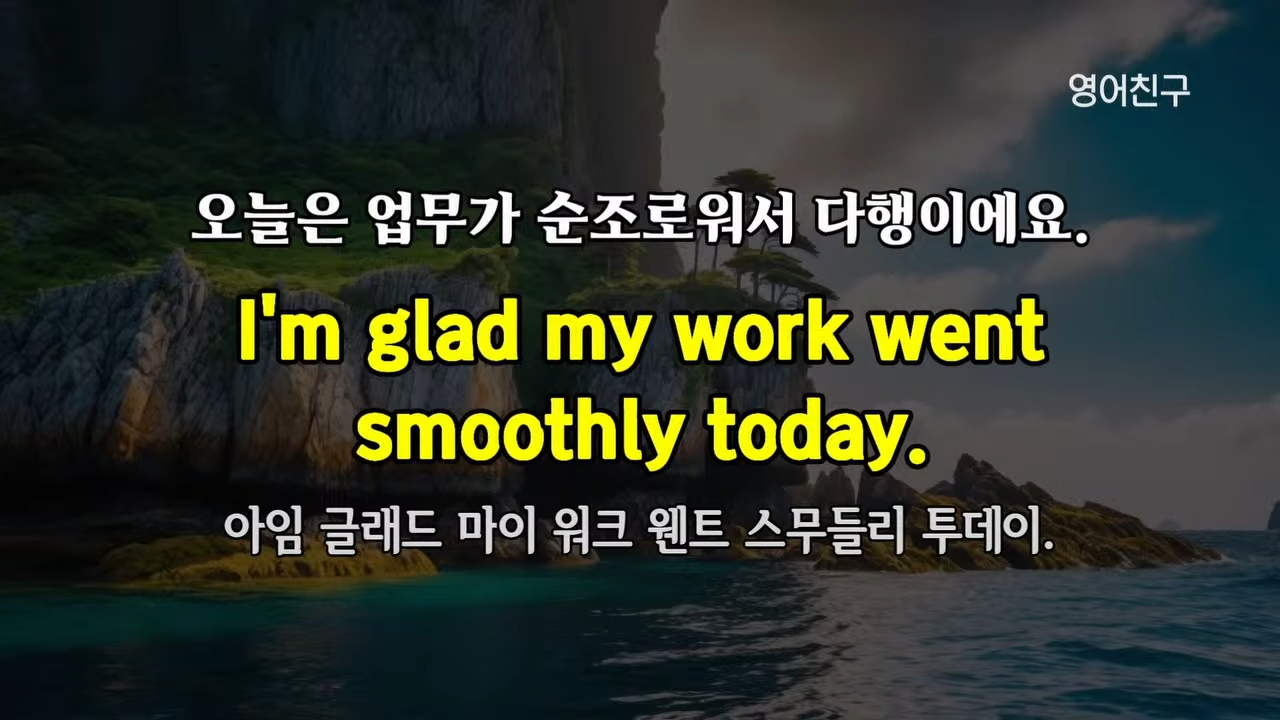 영어친구
오늘은 업무가 순조로워서 다행이에요.
I'm glad my work went
smoothly today.
아임 글래드 마이 워크 웬트 스무들리 투데이.